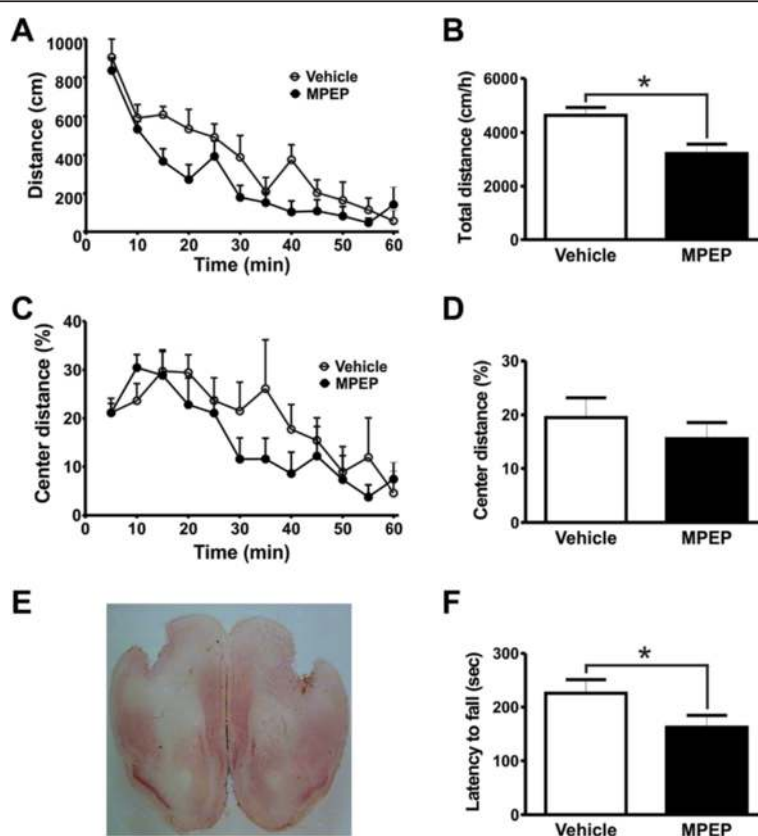 A
Distance (cm)
1000
800
600
400
200
0
0 10 20 30 40 50 60
Time (min)
Vehicle
MPEP
B
Total distance (cm/h)
6000
4000
2000
0
*
Vehicle MPEP
C
Center distance (%)
40
30
20
10
0
0 10 20 30 40 50 60
Time (min)
Vehicle
MPEP
D
Center distance (%)
30
20
10
0
Vehicle MPEP
E
F
Latency to fall (sec)
300
200
100
0
*
Vehicle MPEP